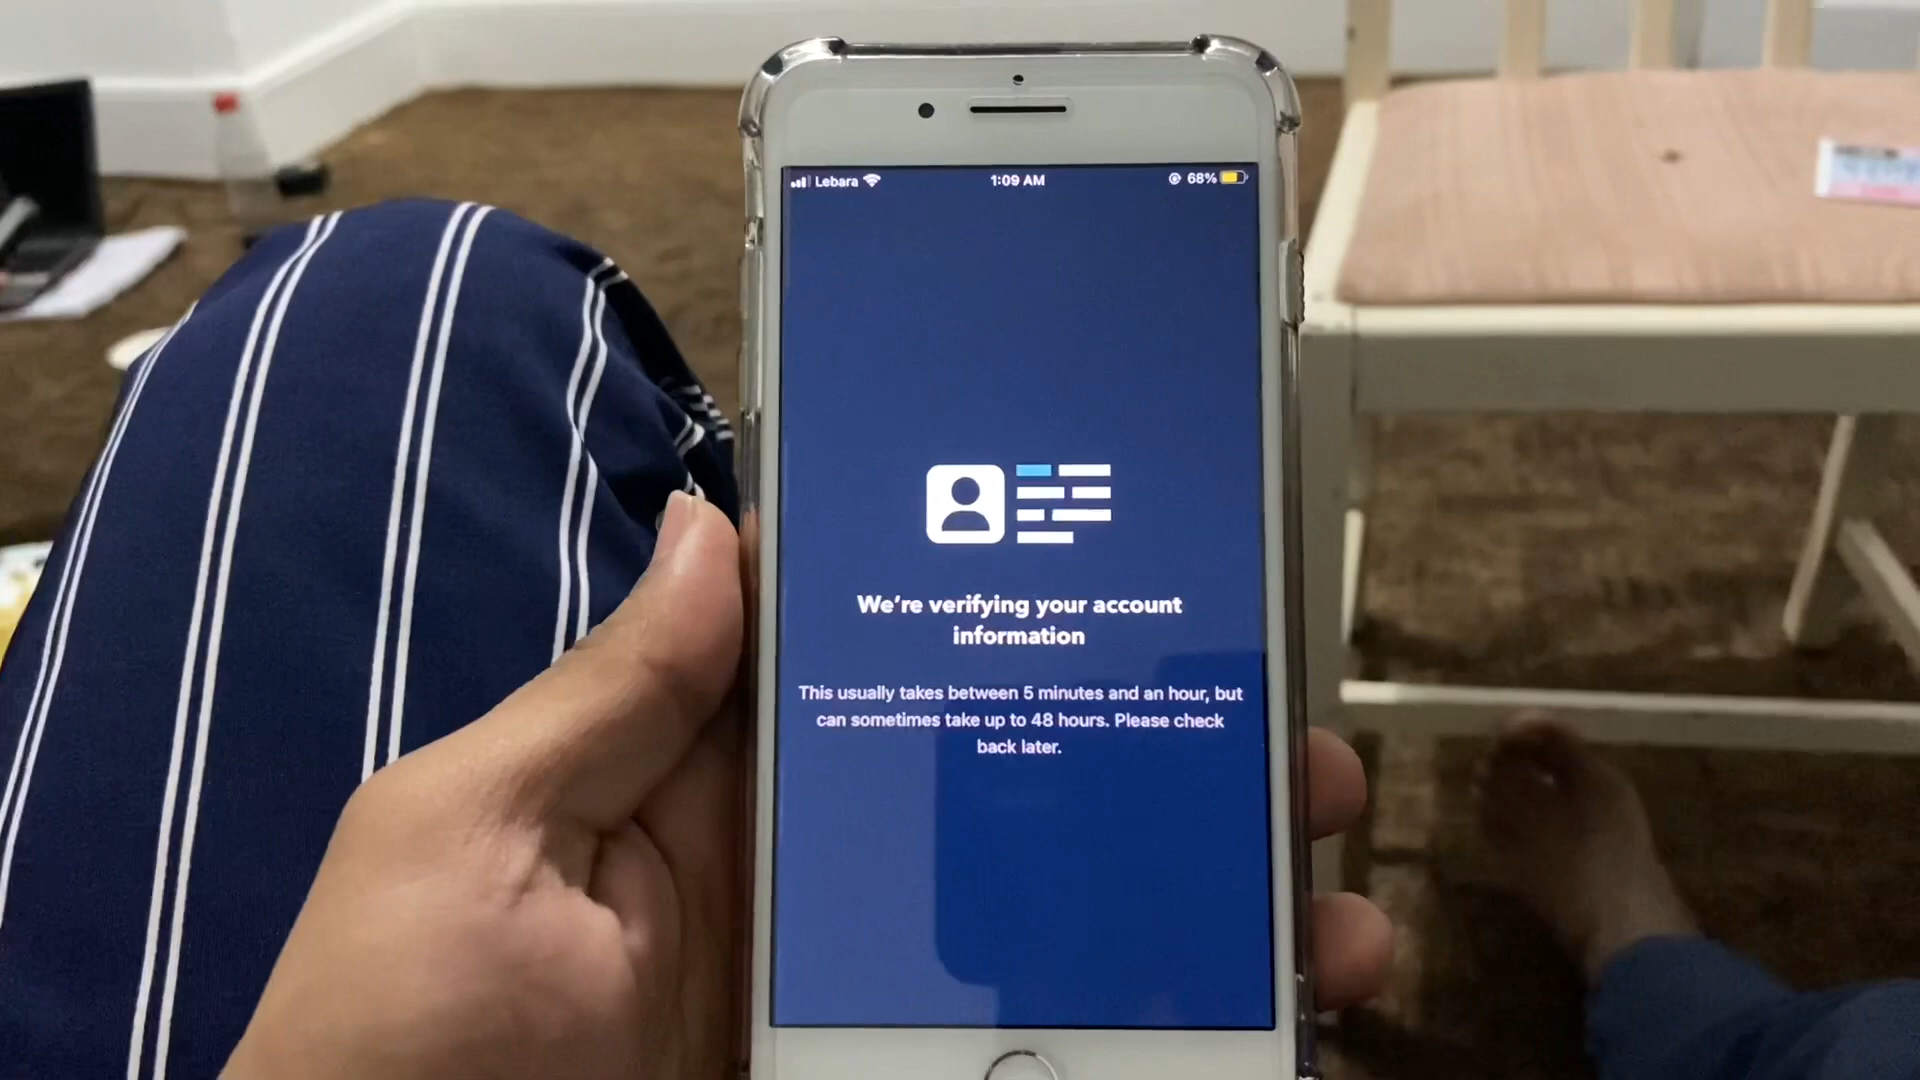 Lebara 1:09 AM 68%
We're verifying your account
information
This usually takes between 5 minutes and an hour, but
can sometimes take up to 48 hours. Please check
back later.